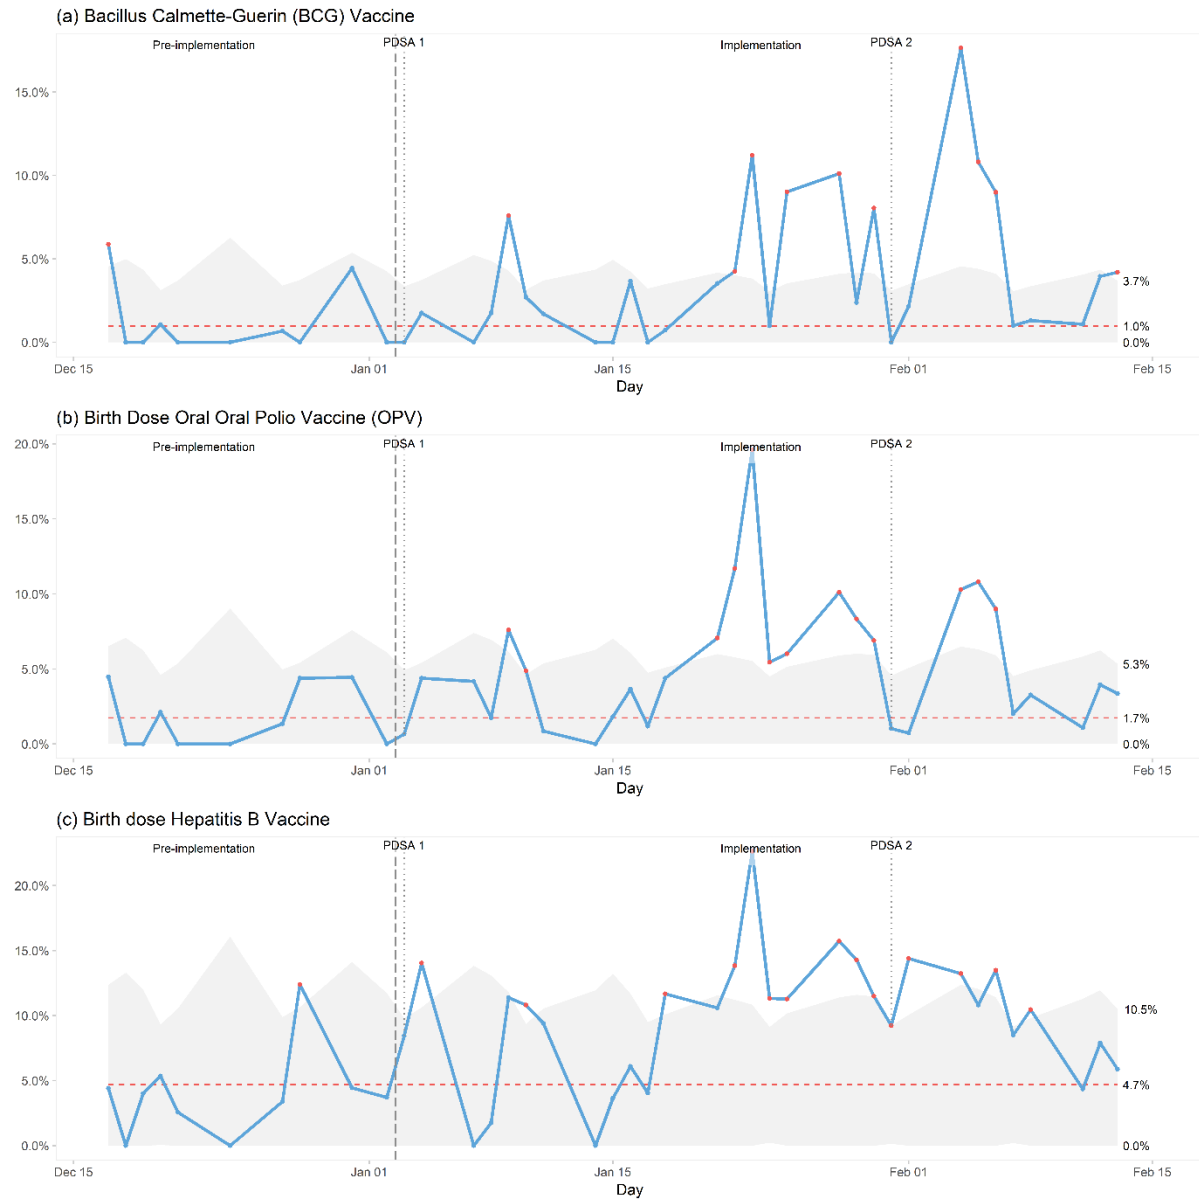 (a) Bacillus Calmette-Guerin (BCG) Vaccine
Pre-implementation PDSA 1 Implementation PDSA 2
15.0%
10.0%
5.0%
3.7%
1.0%
0.0% 0.0%
Dec 15 Jan 01 Jan 15 Feb 01 Feb 15
Day
(b) Birth Dose Oral Oral Polio Vaccine (OPV)
20.0% Pre-implementation PDSA 1 Implementation PDSA 2
15.0%
10.0%
5.0% 5.3%
1.7%
0.0% 0.0%
Dec 15 Jan 01 Jan 15 Feb 01 Feb 15
Day
(c) Birth dose Hepatitis B Vaccine
Pre-implementation PDSA 1 Implementation PDSA 2
20.0%
15.0%
10.0% 10.5%
5.0% 4.7%
0.0% 0.0%
Dec 15 Jan 01 Jan 15 Feb 01 Feb 15
Day